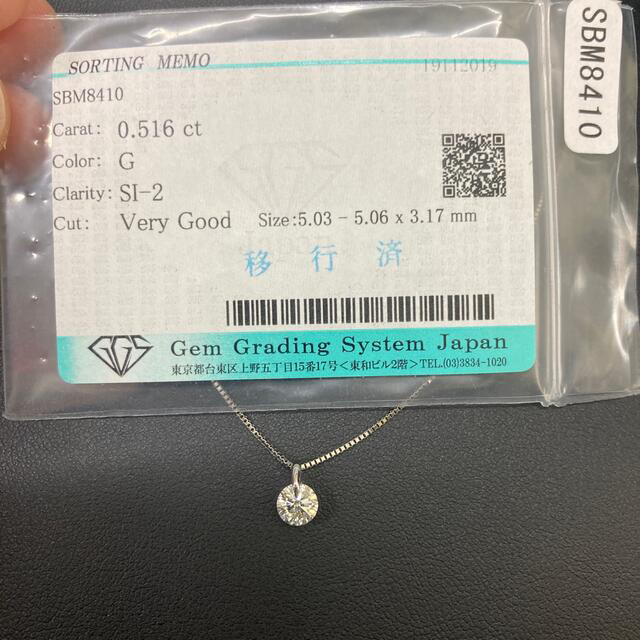 SORTING MEMO
19112019
SBM8410
Carat: 0.516 ct
Color: G
Clarity: SI-2
Cut: Very Good Size:5.03 - 5.06 x 3.17 mm
移行済
GGS
Gem Grading System Japan
東京都台東区上野五丁目15番17号<東和ビル2階>TEL.(03)3834-1020
SBM8410